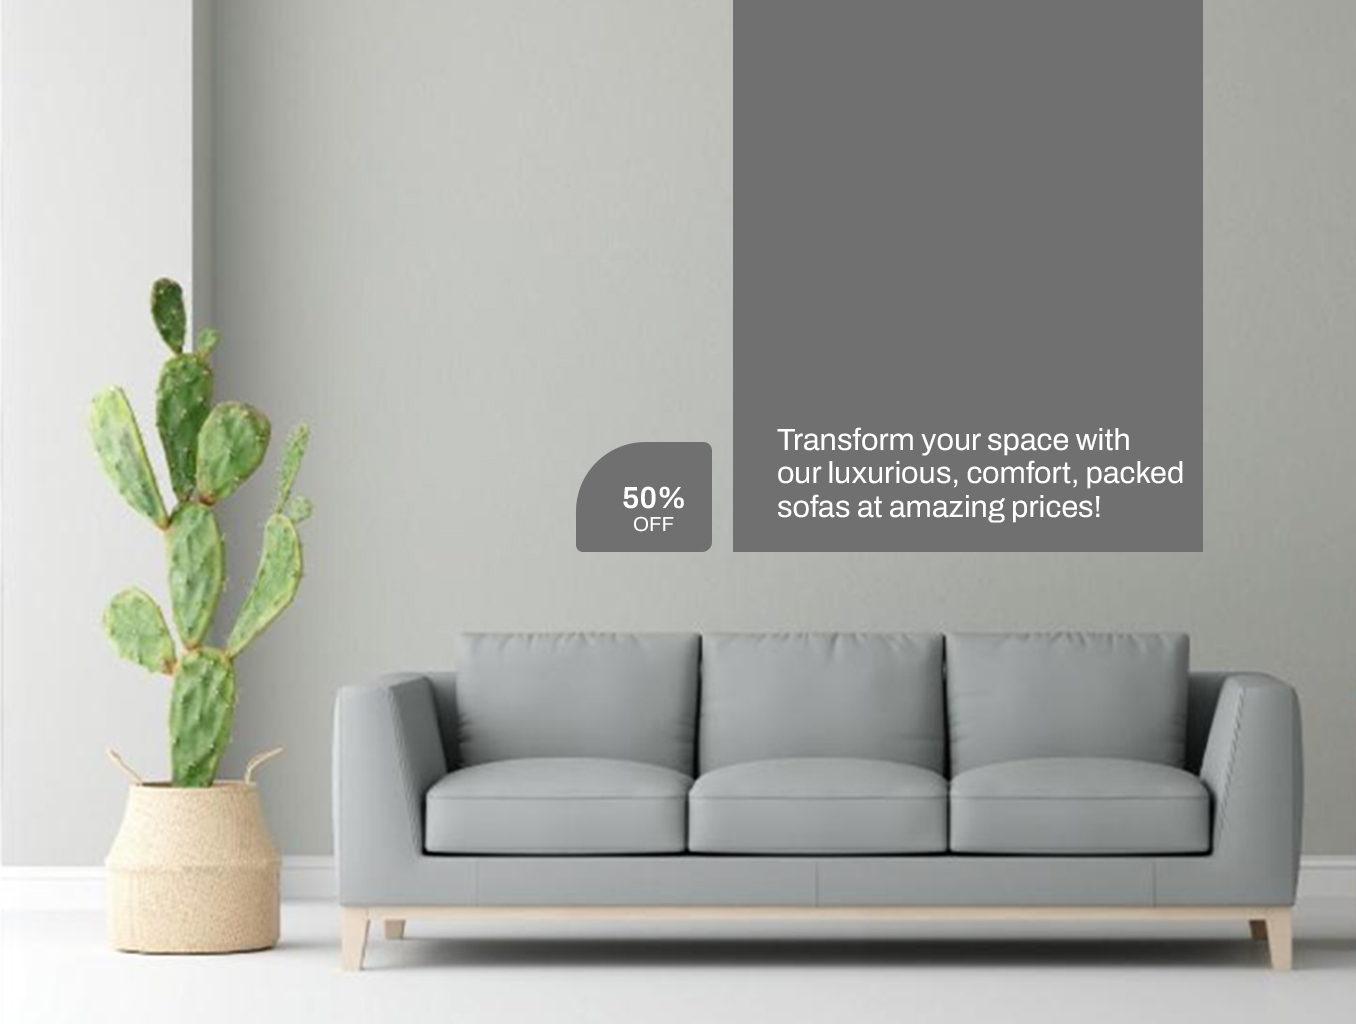 Transform your space with
our luxurious, comfort, packed
sofas at amazing prices!
50%
OFF